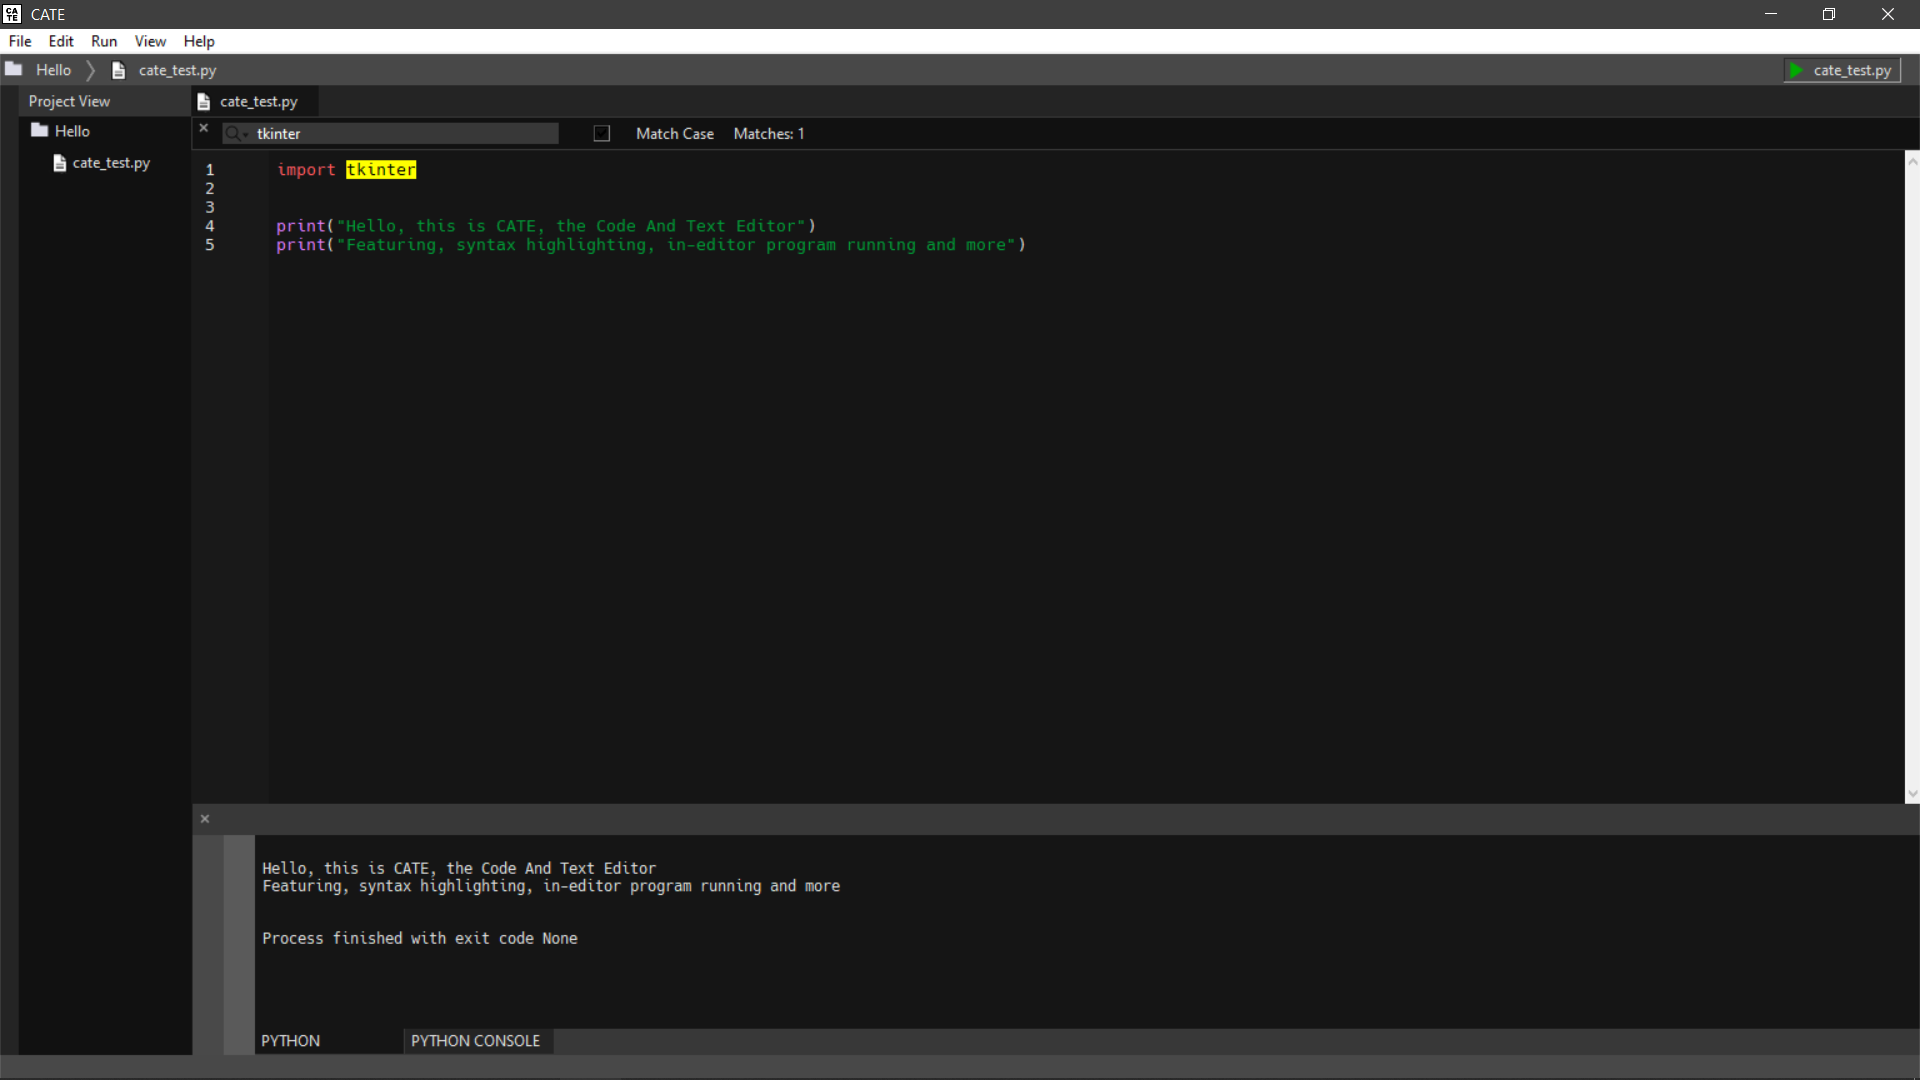 CA
TE
CATE
File Edit Run View Help
Hello cate_test.py
cate_test.py
Project View
cate_test.py
Hello
cate_test.py
tkinter
Match Case
Matches: 1
1 import tkinter
2
3
4 print("Hello, this is CATE, the Code And Text Editor")
5 print("Featuring, syntax highlighting, in-editor program running and more")
Hello, this is CATE, the Code And Text Editor
Featuring, syntax highlighting, in-editor program running and more
Process finished with exit code None
PYTHON
PYTHON CONSOLE